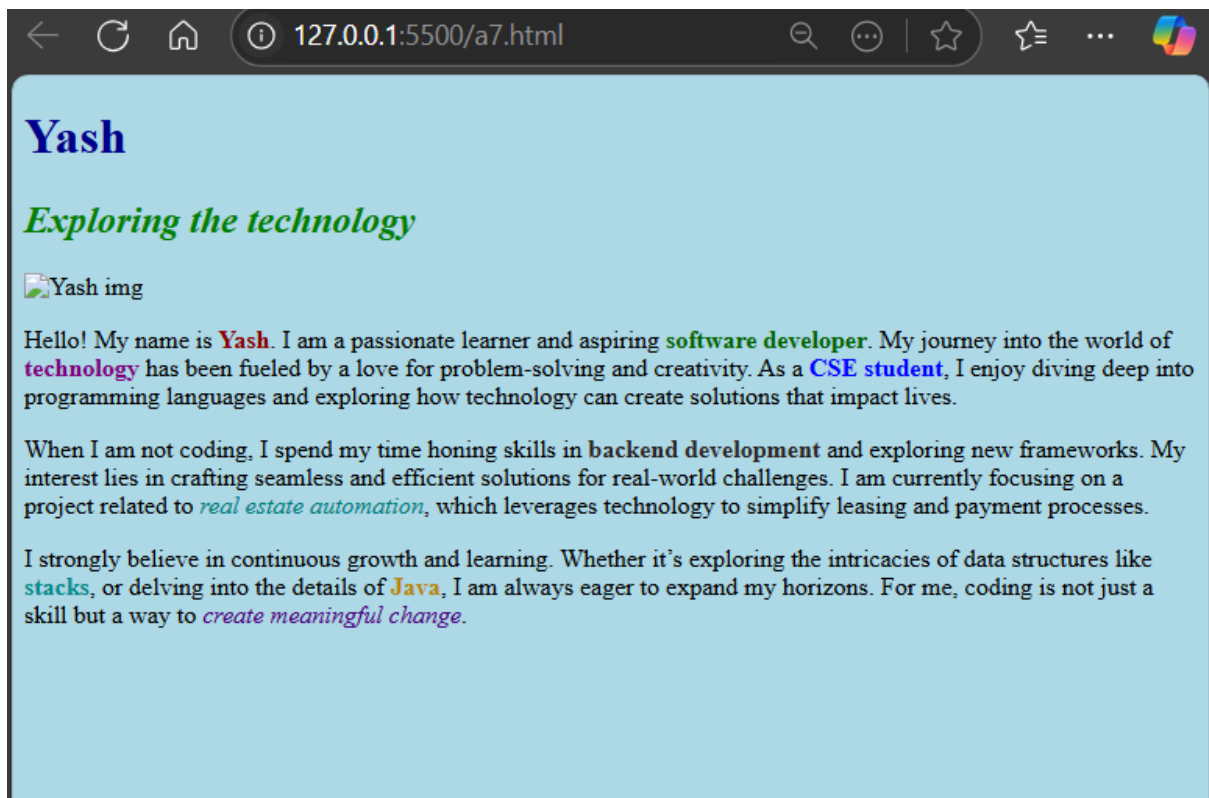 127.0.0.1:5500/a7.html
Yash
Exploring the technology
Yash img
Hello! My name is Yash. I am a passionate learner and aspiring software developer. My journey into the world of
technology has been fueled by a love for problem-solving and creativity. As a CSE student, I enjoy diving deep into
programming languages and exploring how technology can create solutions that impact lives.
When I am not coding, I spend my time honing skills in backend development and exploring new frameworks. My
interest lies in crafting seamless and efficient solutions for real-world challenges. I am currently focusing on a
project related to real estate automation, which leverages technology to simplify leasing and payment processes.
I strongly believe in continuous growth and learning. Whether it’s exploring the intricacies of data structures like
stacks, or delving into the details of Java, I am always eager to expand my horizons. For me, coding is not just a
skill but a way to create meaningful change.